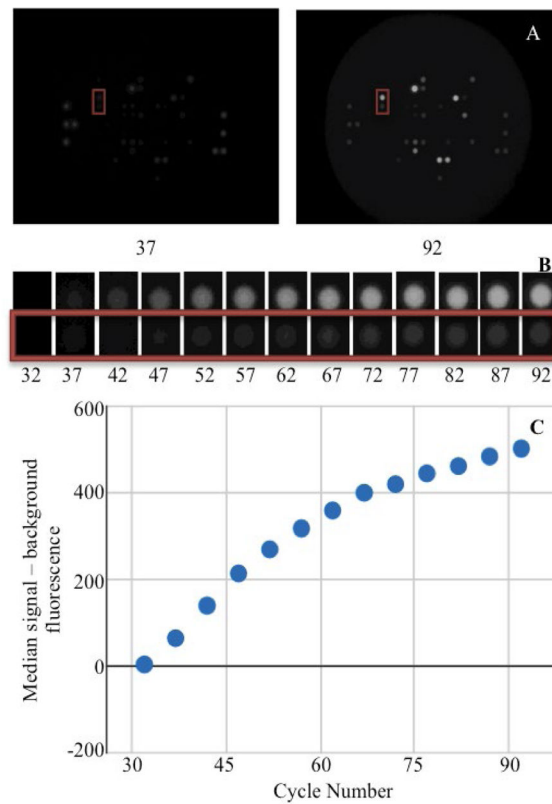 A
37 92
B
32 37 42 47 52 57 62 67 72 77 82 87 92
C
600
400
200
0
-200
Median signal – background
fluorescence
30 45 60 75 90
Cycle Number